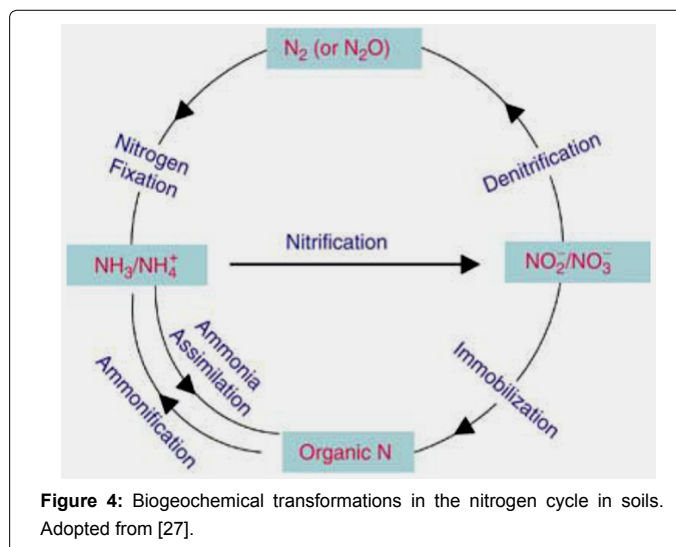 N₂ (or N₂O)
Nitrogen
Fixation
Denitrification
Nitrification
NH₃/NH₄⁺
NO₂⁻/NO₃⁻
Ammonia
Assimilation
Ammonification
Immobilization
Organic N
Figure 4: Biogeochemical transformations in the nitrogen cycle in soils.
Adopted from [27].